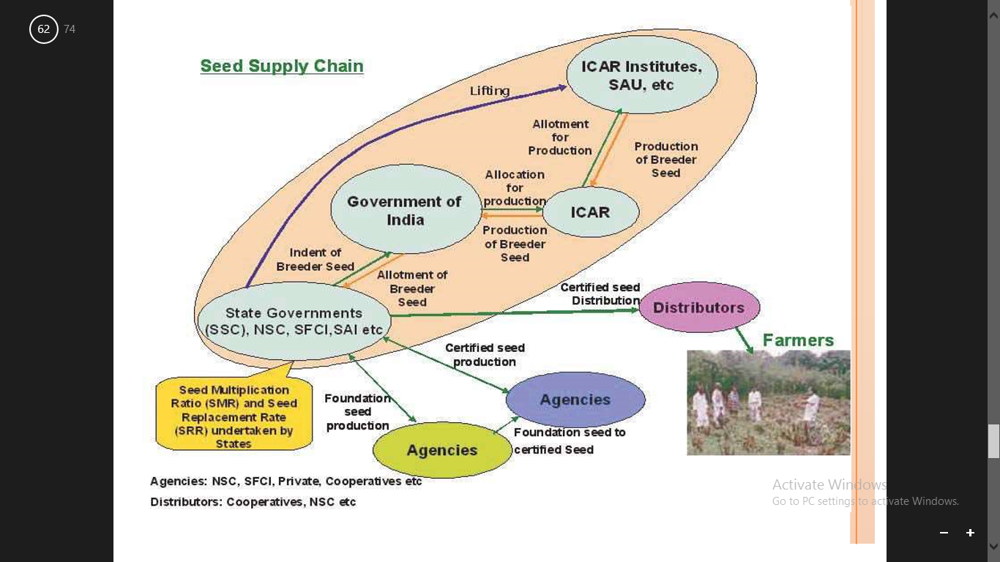 62 74
Seed Supply Chain
ICAR Institutes,
SAU, etc
Lifting
Allotment
for
Production
Production
of Breeder
Seed
Allocation
for
production
Government of
India
ICAR
Production
of Breeder
Seed
Indent of
Breeder Seed
Allotment of
Breeder
Seed
Certified seed
Distribution
Distributors
State Governments
(SSC), NSC, SFCI,SAI etc
Farmers
Certified seed
production
Seed Multiplication
Ratio (SMR) and Seed
Replacement Rate
(SRR) undertaken by
States
Foundation
seed
production
Agencies
Foundation seed to
certified Seed
Agencies
Agencies: NSC, SFCI, Private, Cooperatives etc
Distributors: Cooperatives, NSC etc
Activate Windows
Go to PC settings to activate Windows.